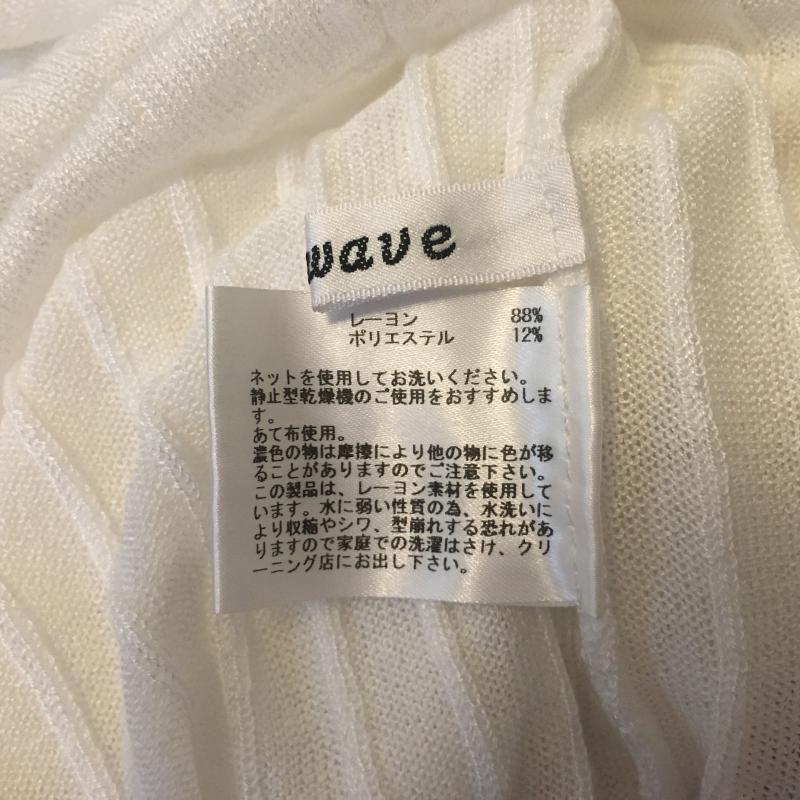 wave
レーヨン 88%
ポリエステル 12%
ネットを使用してお洗いください。
静止型乾燥機のご使用をおすすめしま
す。
あて布使用。
濃色の物は摩擦により他の物に色が移
ることがありますのでご注意下さい。
この製品は、レーヨン素材を使用して
います。水に弱い性質の為、水洗いに
より収縮やシワ、型崩れする恐れがあ
りますので家庭での洗濯はさけ、クリ
ーニング店にお出し下さい。